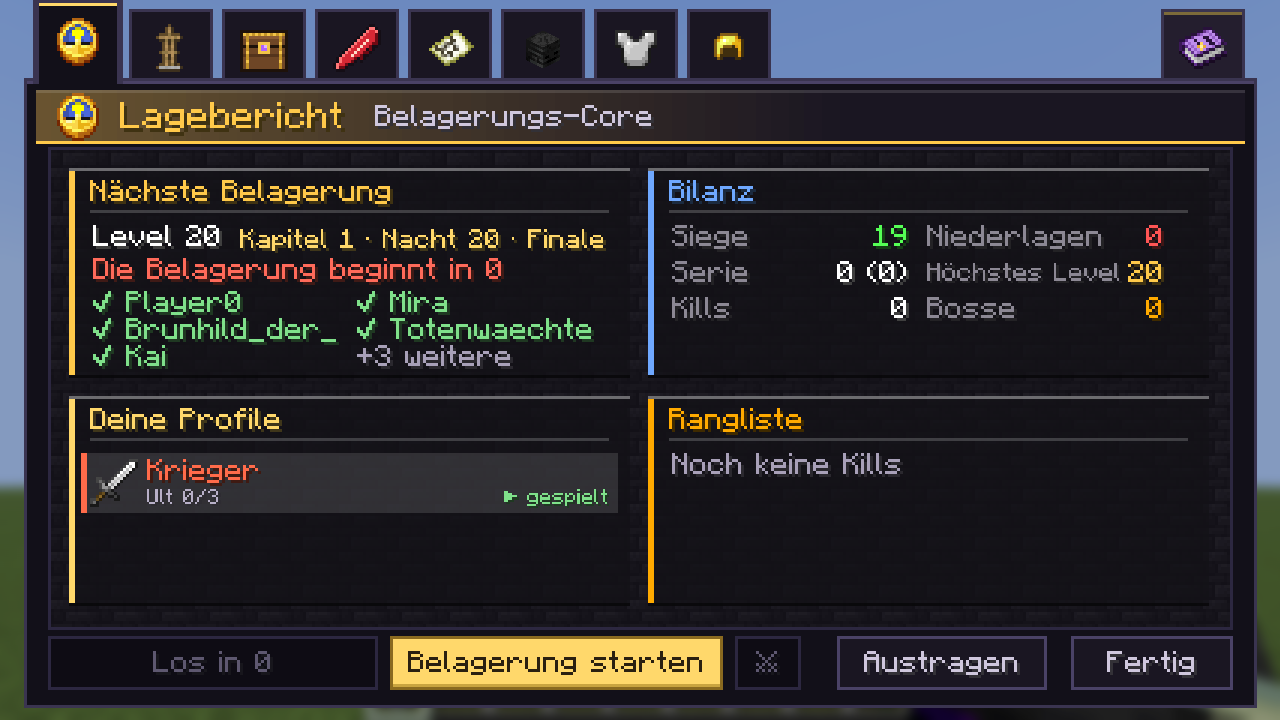 Lagebericht Belagerungs-Core
Nächste Belagerung
Level 20 Kapitel 1 · Nacht 20 · Finale
Die Belagerung beginnt in 0
✓ Player0 ✓ Mira
✓ Brunhild_der_ ✓ Totenwaechte
✓ Kai +3 weitere
Bilanz
Siege 19 Niederlagen 0
Serie 0 (0) Höchstes Level 20
Kills 0 Bosse 0
Deine Profile
Krieger
Ult 0/3 ▶ gespielt
Rangliste
Noch keine Kills
Los in 0 Belagerung starten Austragen Fertig